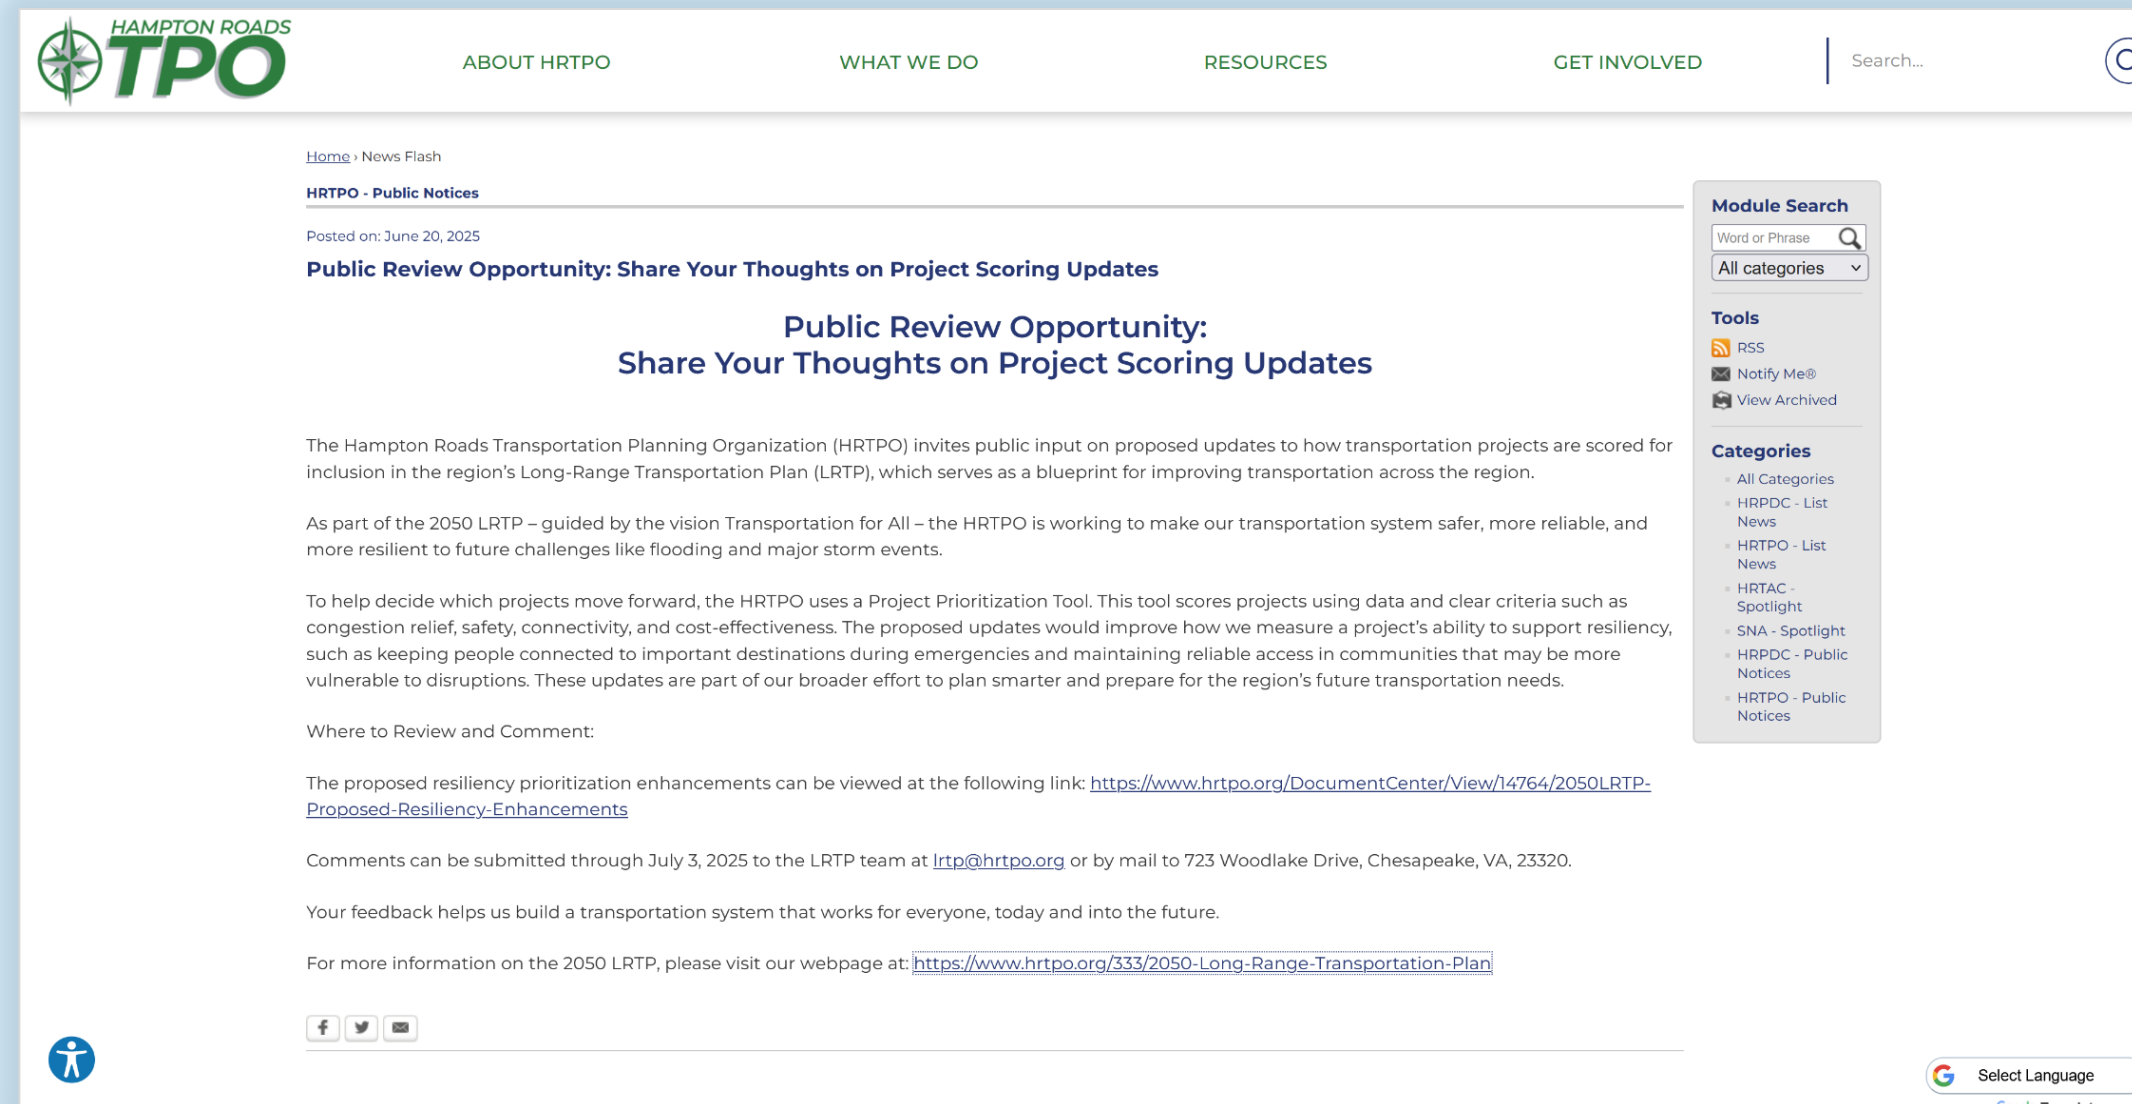 HAMPTON ROADS
TPO
ABOUT HRTPO
WHAT WE DO
RESOURCES
GET INVOLVED
Search...
Home › News Flash
HRTPO - Public Notices
Posted on: June 20, 2025
Public Review Opportunity: Share Your Thoughts on Project Scoring Updates
Public Review Opportunity:
Share Your Thoughts on Project Scoring Updates
The Hampton Roads Transportation Planning Organization (HRTPO) invites public input on proposed updates to how transportation projects are scored for
inclusion in the region’s Long-Range Transportation Plan (LRTP), which serves as a blueprint for improving transportation across the region.
As part of the 2050 LRTP – guided by the vision Transportation for All – the HRTPO is working to make our transportation system safer, more reliable, and
more resilient to future challenges like flooding and major storm events.
To help decide which projects move forward, the HRTPO uses a Project Prioritization Tool. This tool scores projects using data and clear criteria such as
congestion relief, safety, connectivity, and cost-effectiveness. The proposed updates would improve how we measure a project’s ability to support resiliency,
such as keeping people connected to important destinations during emergencies and maintaining reliable access in communities that may be more
vulnerable to disruptions. These updates are part of our broader effort to plan smarter and prepare for the region’s future transportation needs.
Where to Review and Comment:
The proposed resiliency prioritization enhancements can be viewed at the following link: https://www.hrtpo.org/DocumentCenter/View/14764/2050LRTP-
Proposed-Resiliency-Enhancements
Comments can be submitted through July 3, 2025 to the LRTP team at lrtp@hrtpo.org or by mail to 723 Woodlake Drive, Chesapeake, VA, 23320.
Your feedback helps us build a transportation system that works for everyone, today and into the future.
For more information on the 2050 LRTP, please visit our webpage at: https://www.hrtpo.org/333/2050-Long-Range-Transportation-Plan
Module Search
Word or Phrase
All categories
Tools
RSS
Notify Me®
View Archived
Categories
All Categories
HRPDC - List
News
HRTPO - List
News
HRTAC -
Spotlight
SNA - Spotlight
HRPDC - Public
Notices
HRTPO - Public
Notices
Select Language